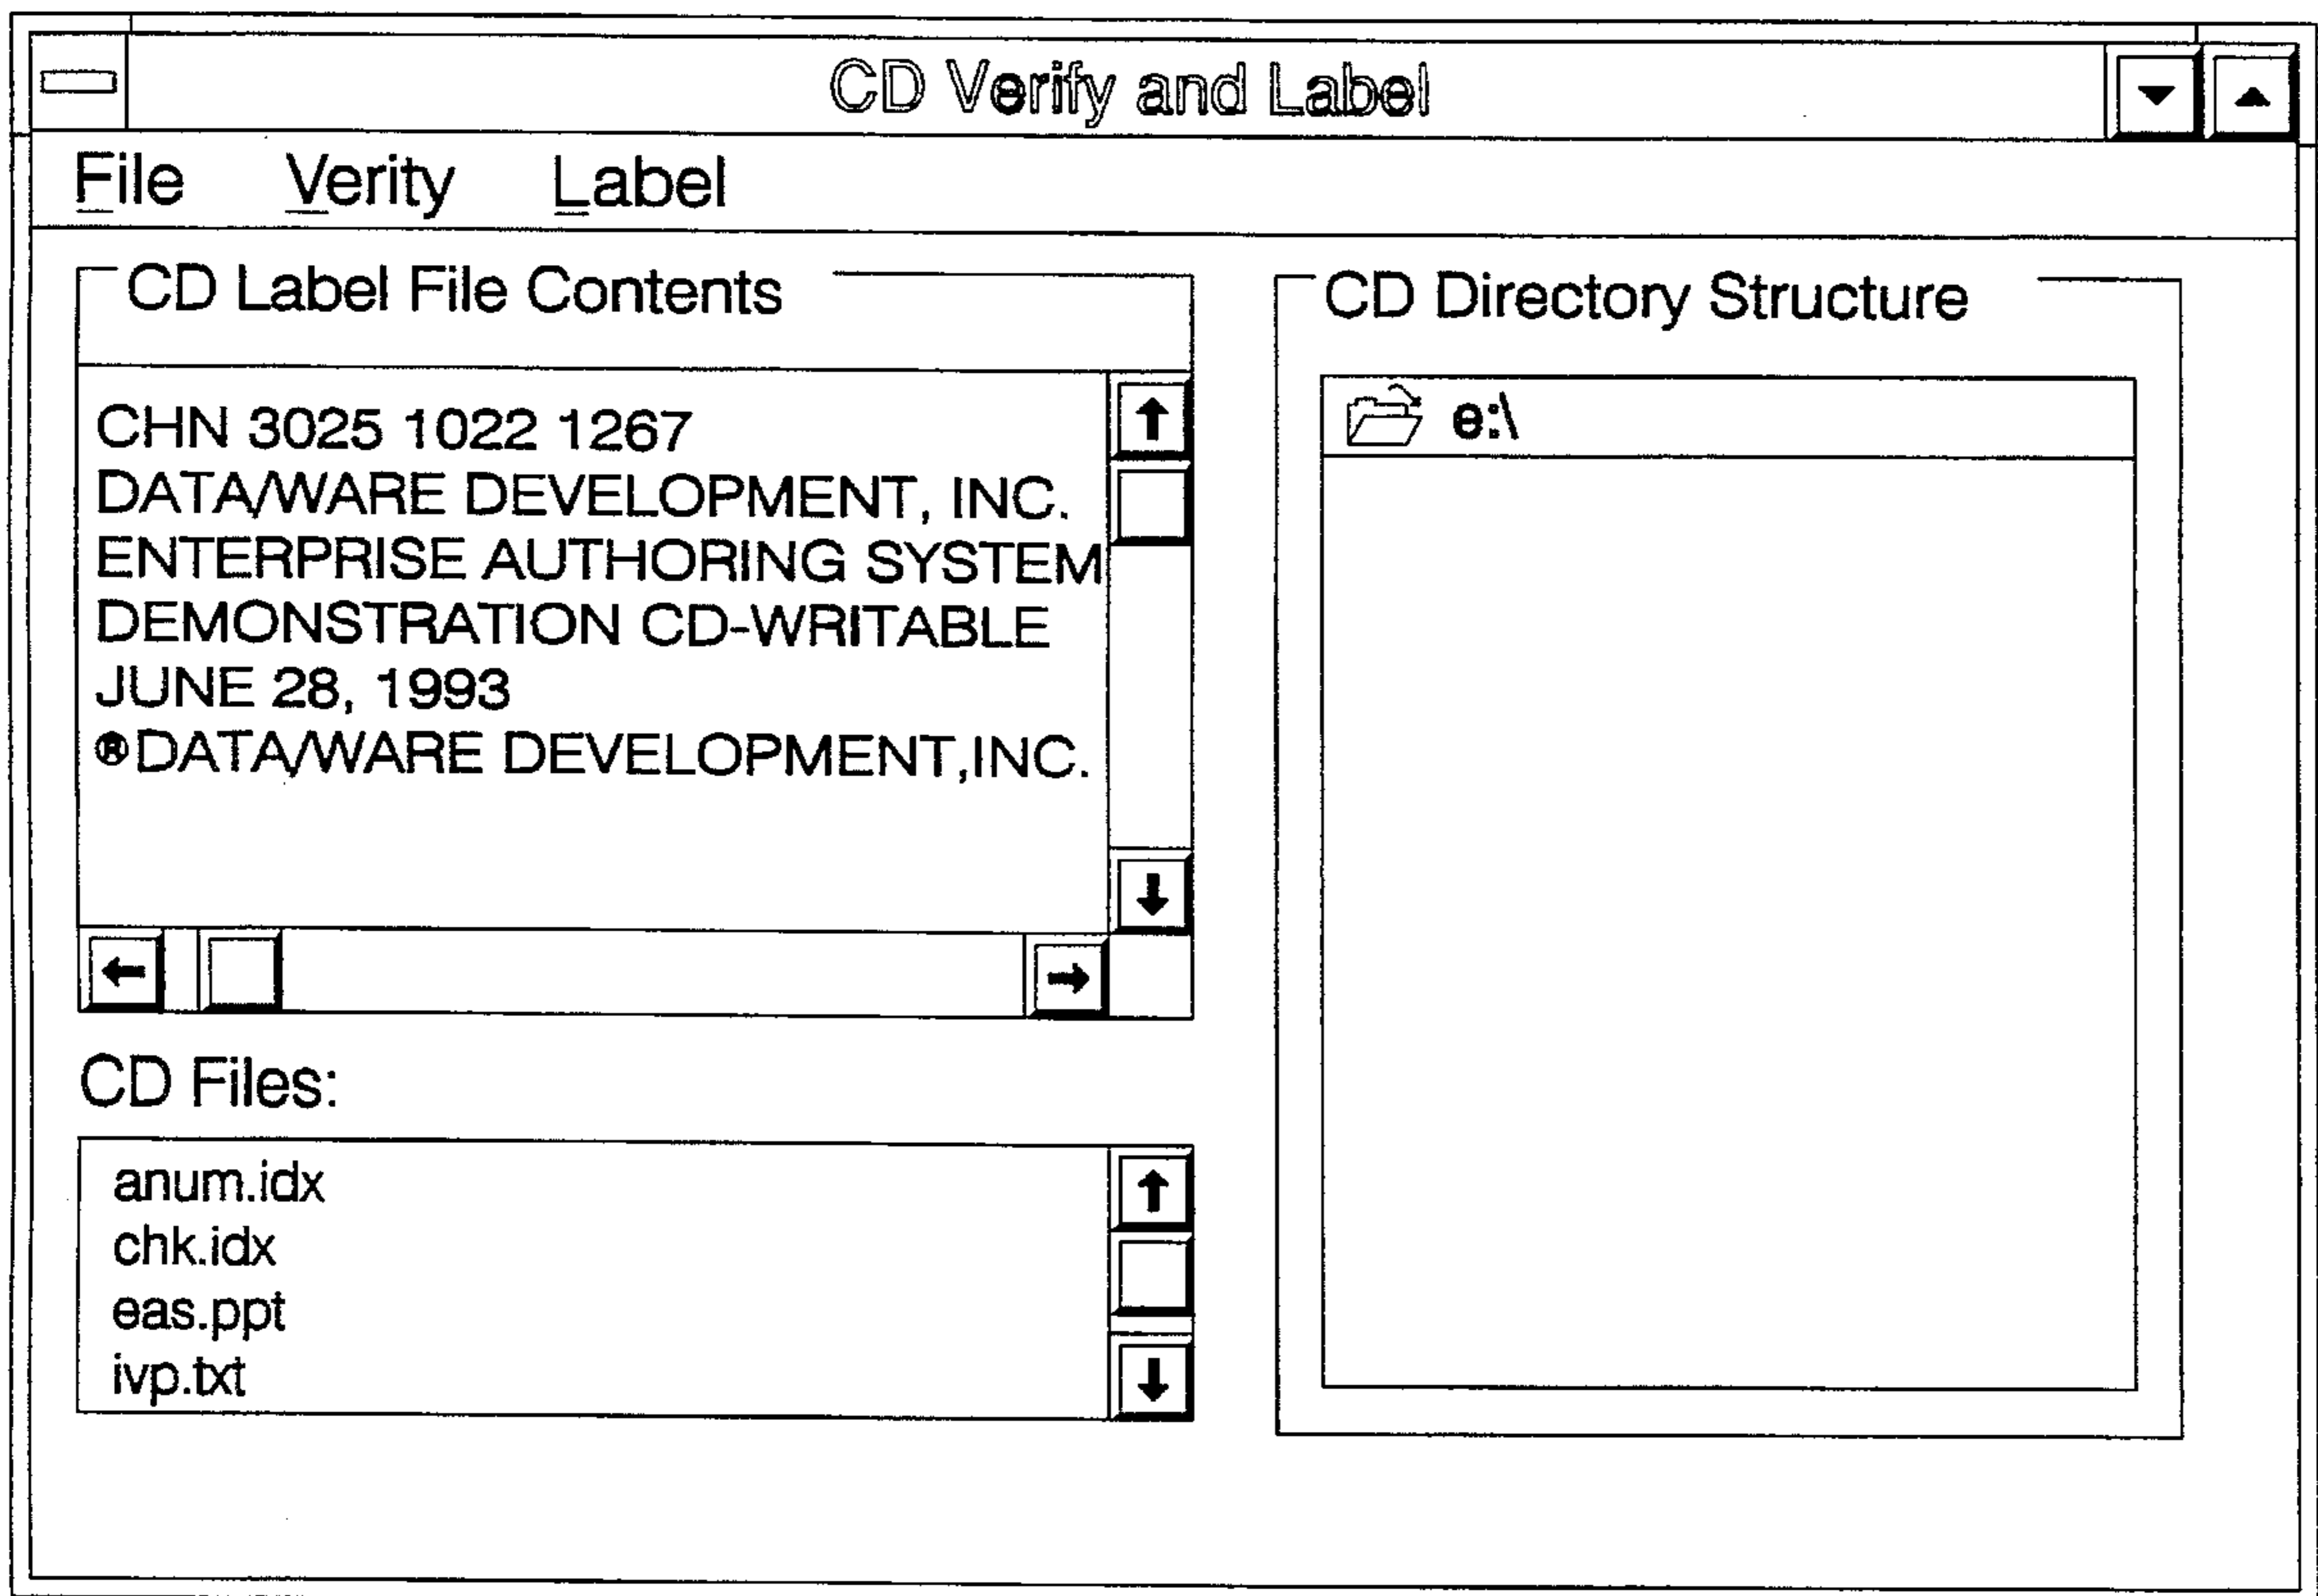 CD Verify and Label
File Verity Label
CD Label File Contents
CHN 3025 1022 1267
DATA/WARE DEVELOPMENT, INC.
ENTERPRISE AUTHORING SYSTEM
DEMONSTRATION CD-WRITABLE
JUNE 28, 1993
®DATA/WARE DEVELOPMENT,INC.
CD Files:
anum.idx
chk.idx
eas.ppt
ivp.txt
CD Directory Structure
e:\